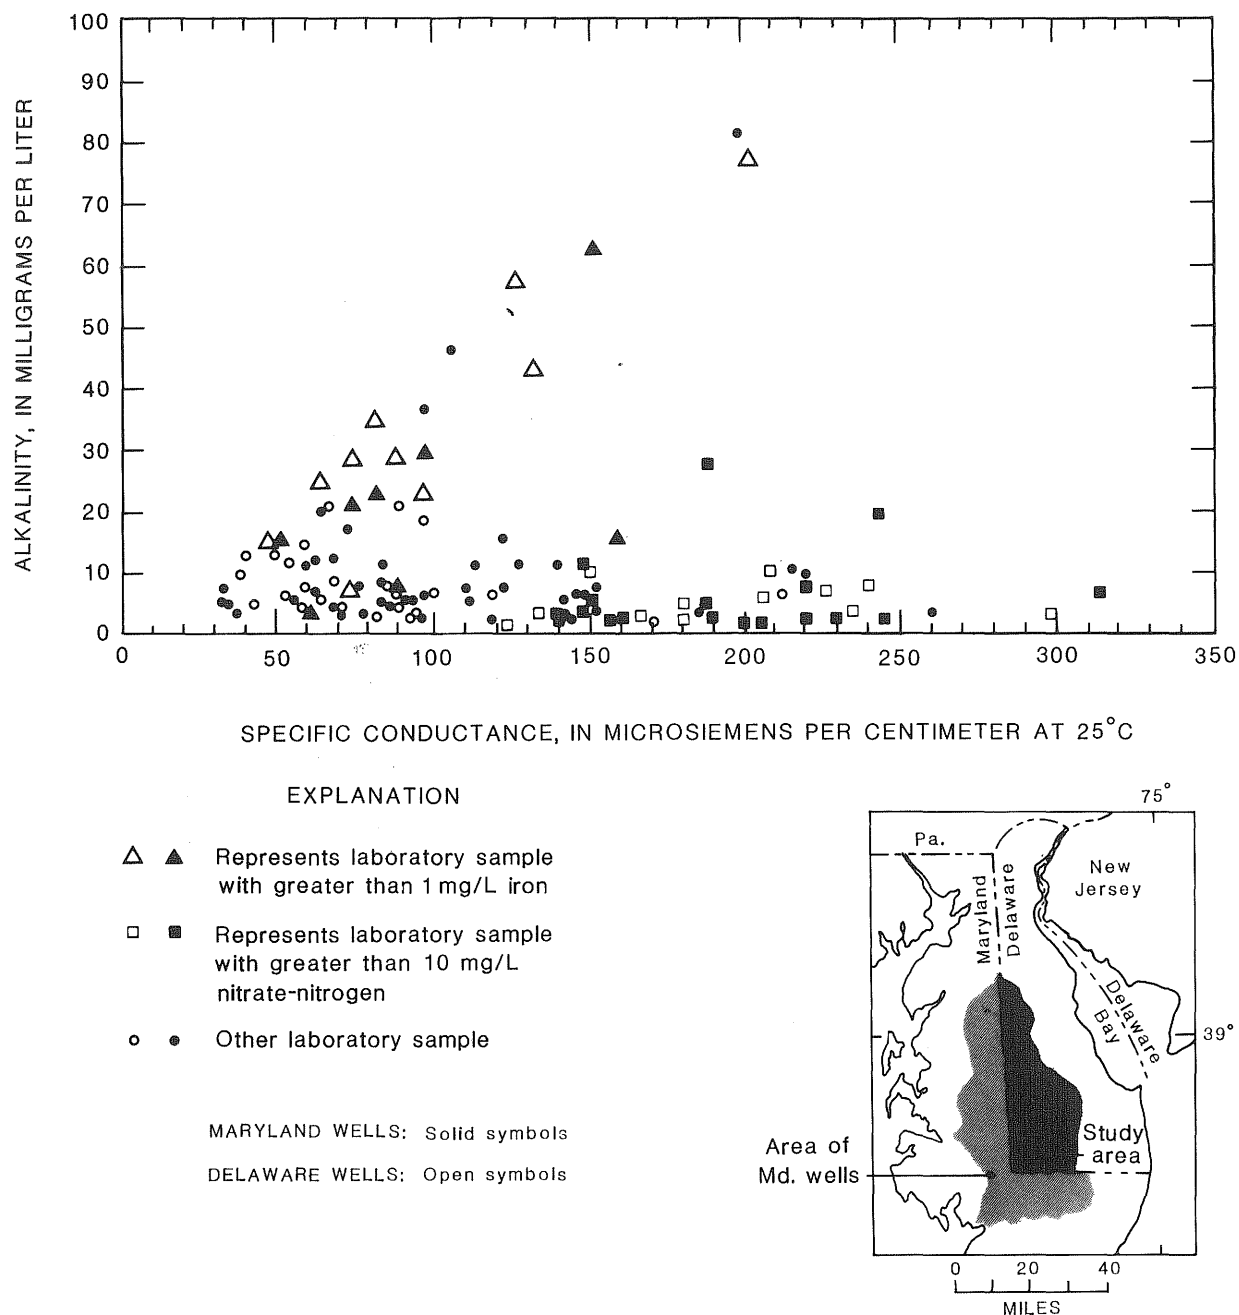 100
90
80
70
60
50
40
30
20
10
0
ALKALINITY, IN MILLIGRAMS PER LITER
0 50 100 150 200 250 300 350
SPECIFIC CONDUCTANCE, IN MICROSIEMENS PER CENTIMETER AT 25°C
EXPLANATION
Represents laboratory sample
with greater than 1 mg/L iron
Represents laboratory sample
with greater than 10 mg/L
nitrate-nitrogen
Other laboratory sample
MARYLAND WELLS: Solid symbols
DELAWARE WELLS: Open symbols
75°
Pa.
New
Jersey
Maryland
Delaware
Delaware
Bay
39°
Study
area
Area of
Md. wells
0 20 40
MILES